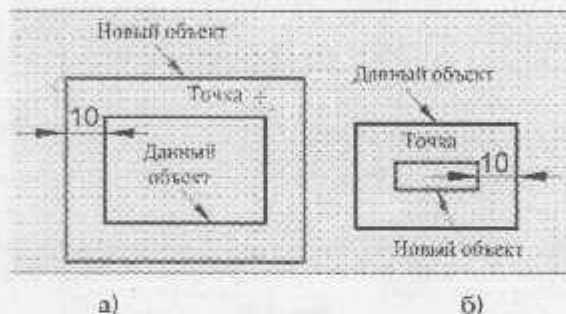 Новый объект
Точка
10
Данный
объект
а)
Данный объект
Точка
10
Новый объект
б)